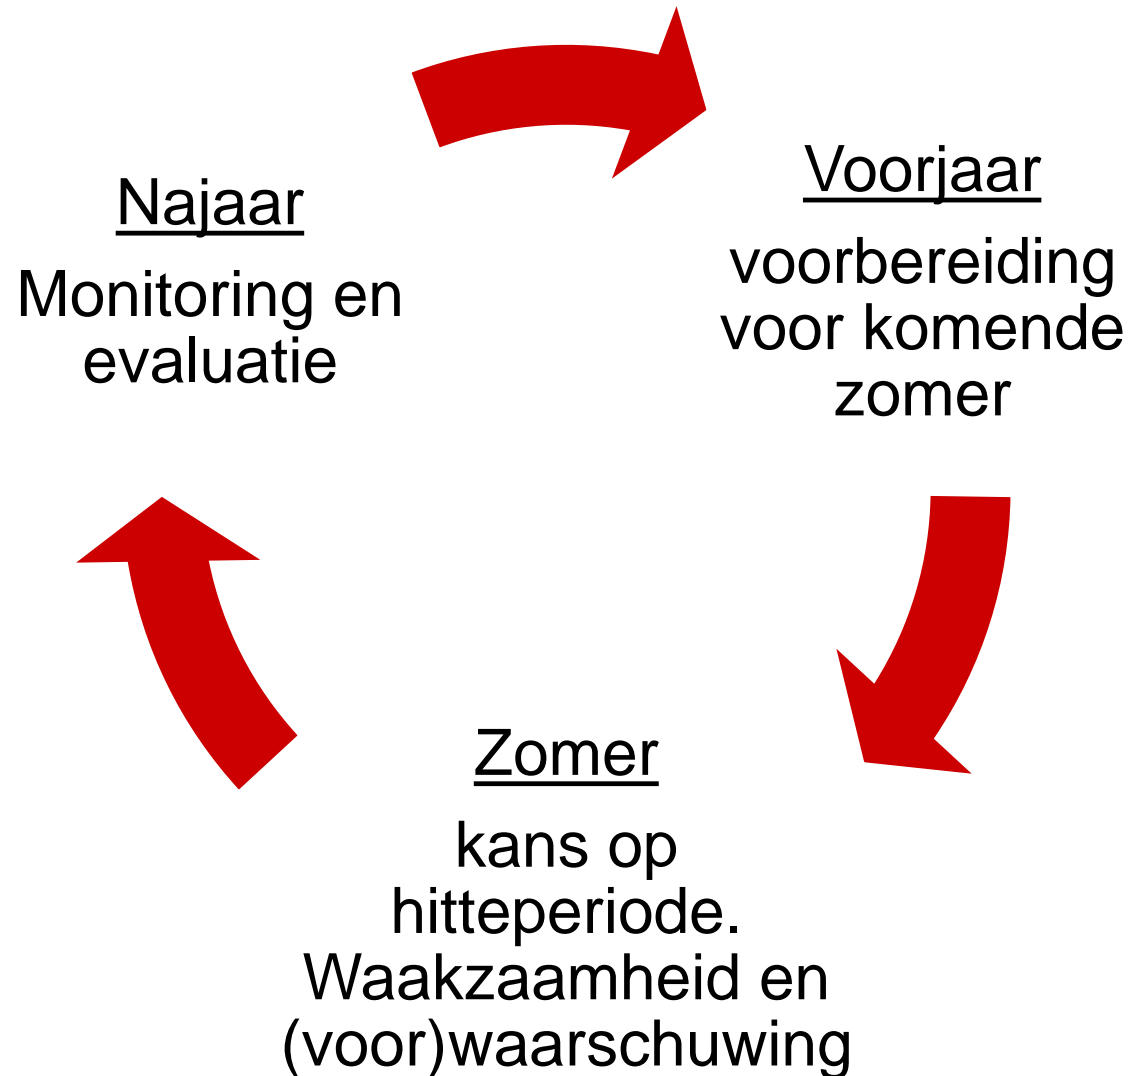 Najaar
Monitoring en
evaluatie
Voorjaar
voorbereiding
voor komende
zomer
Zomer
kans op
hitteperiode.
Waakzaamheid en
(voor)waarschuwing